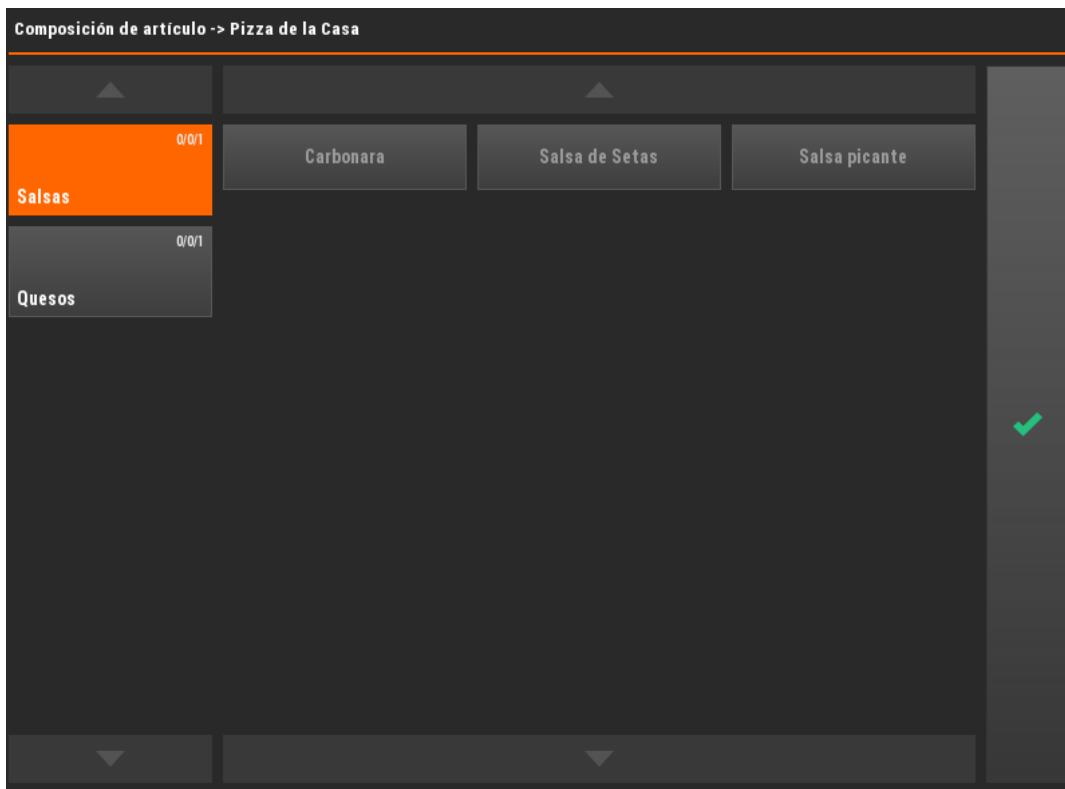 Composición de artículo -> Pizza de la Casa
0/0/1
Salsas
Carbonara
Salsa de Setas
Salsa picante
0/0/1
Quesos